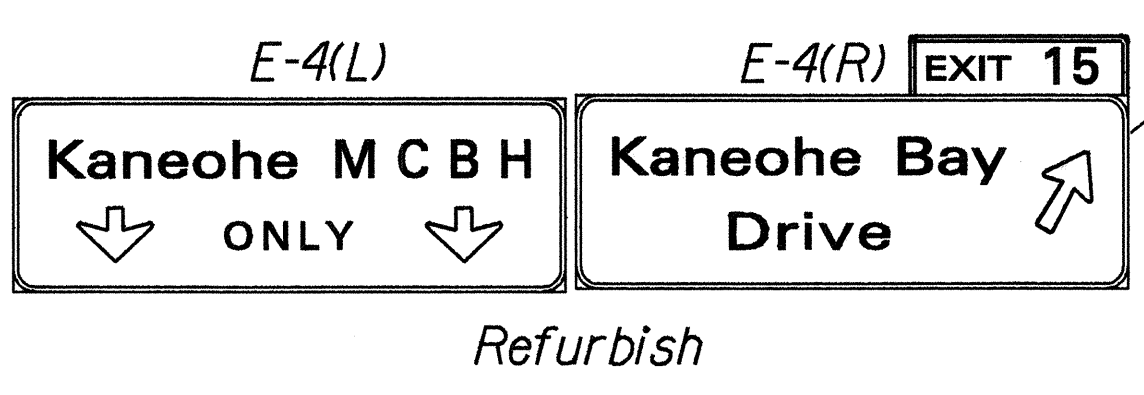 E-4(L)
Kaneohe M C B H
ONLY
E-4(R)
EXIT 15
Kaneohe Bay
Drive
Refurbish